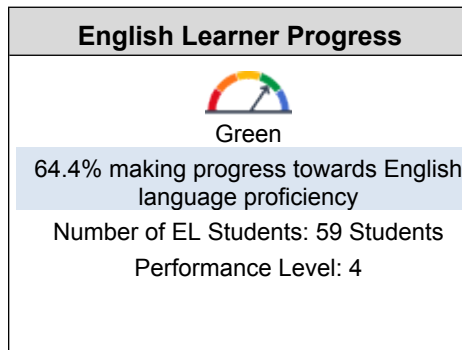 English Learner Progress
Green
64.4% making progress towards English
language proficiency
Number of EL Students: 59 Students
Performance Level: 4